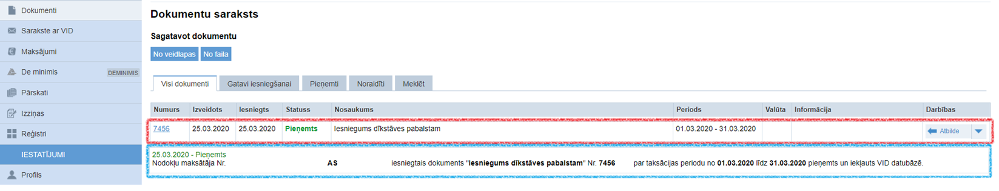 Dokumenti
Sarakste ar VID
Maksājumi
De minimis DEMINIMIS
Pārskati
Izziņas
Reģistri
IESTATĪJUMI
Profils
Dokumentu saraksts
Sagatavot dokumentu
No veidlapas No faila
Visi dokumenti Gatavi iesniegšanai Pieņemti Noraidīti Meklēt
Numurs Izveidots Iesniegts Statuss Nosaukums Periods Valūta Informācija Darbības
7456 25.03.2020 25.03.2020 Pieņemts Iesniegums dīkstāves pabalstam 01.03.2020 - 31.03.2020 Atbilde
25.03.2020 - Pieņemts
Nodokļu maksātāja Nr. AS iesniegtais dokuments "Iesniegums dīkstāves pabalstam" Nr. 7456 par taksācijas periodu no 01.03.2020 līdz 31.03.2020 pieņemts un iekļauts VID datubāzē.